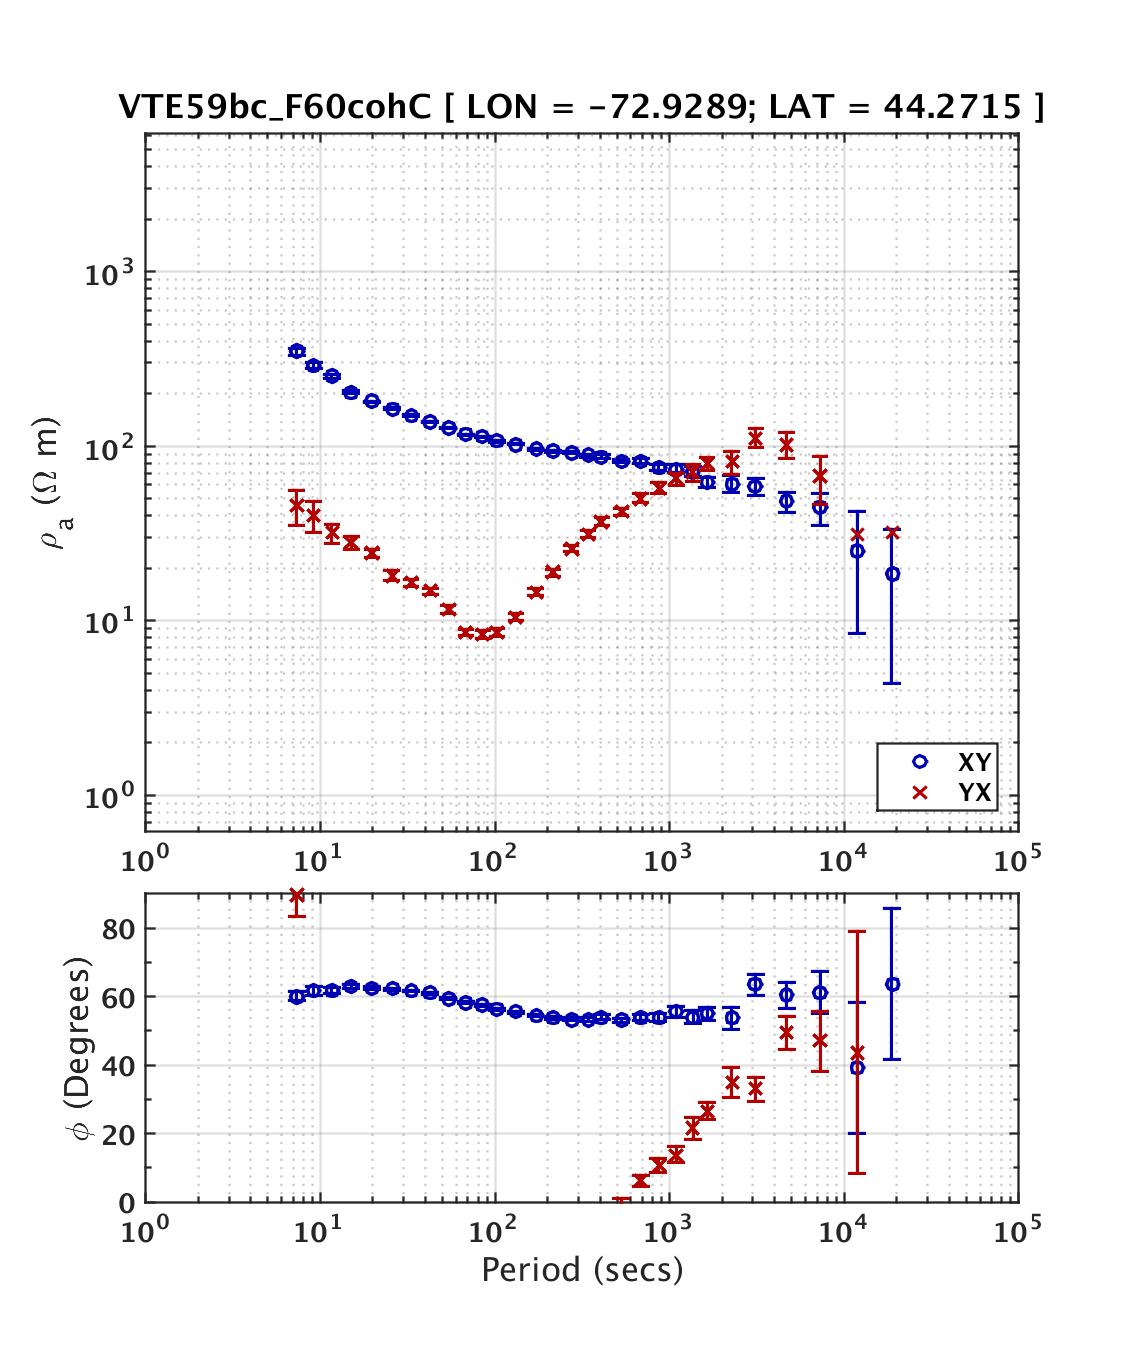 VTE59bc_F60cohC [ LON = −72.9289; LAT = 44.2715 ]
ρa (Ω m)
10^3
10^2
10^1
10^0
XY
YX
10^0 10^1 10^2 10^3 10^4 10^5
ϕ (Degrees)
80
60
40
20
0
10^0 10^1 10^2 10^3 10^4 10^5
Period (secs)